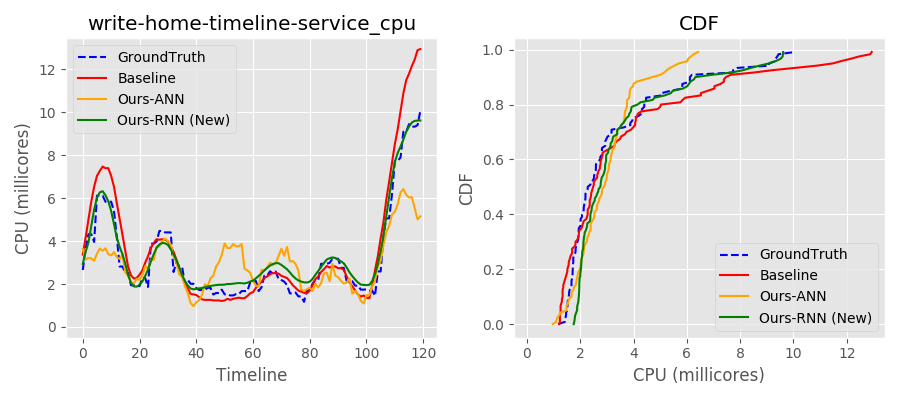 write-home-timeline-service_cpu
GroundTruth
Baseline
Ours-ANN
Ours-RNN (New)
CPU (millicores)
12
10
8
6
4
2
0
0
20
40
60
80
100
120
Timeline
CDF
CDF
1.0
0.8
0.6
0.4
0.2
0.0
GroundTruth
Baseline
Ours-ANN
Ours-RNN (New)
0
2
4
6
8
10
12
CPU (millicores)